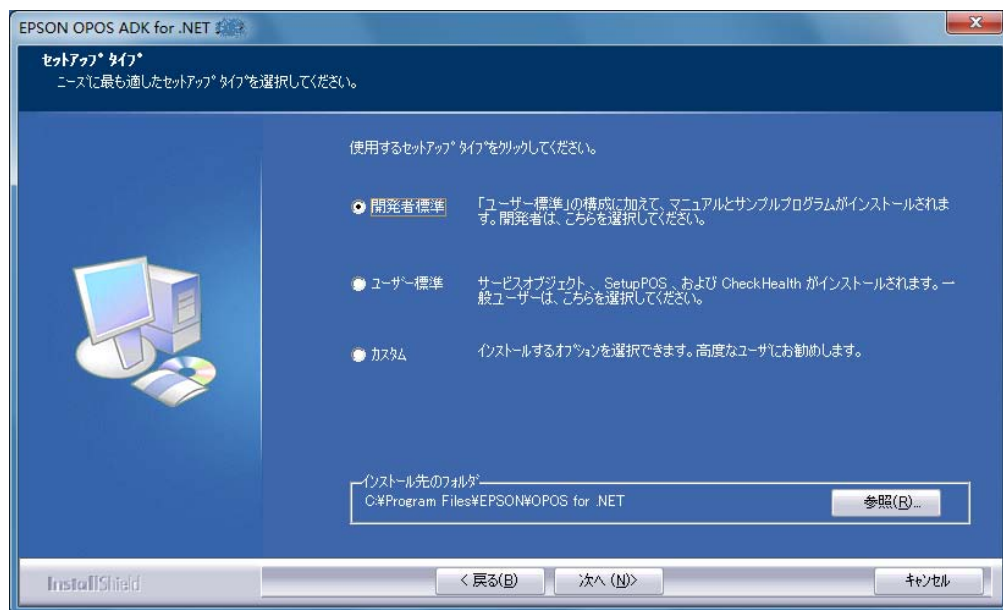 EPSON OPOS ADK for .NET
セットアップ タイプ
ニーズに最も適したセットアップ タイプを選択してください。
使用するセットアップ タイプをクリックしてください。
開発者標準
「ユーザー標準」の構成に加えて、マニュアルとサンプルプログラムがインストールされま
す。開発者は、こちらを選択してください。
ユーザー標準
サービスオブジェクト 、 SetupPOS 、および CheckHealth がインストールされます。一
般ユーザーは、こちらを選択してください。
カスタム
インストールするオプションを選択できます。高度なユーザにお勧めします。
インストール先のフォルダ
C:¥Program Files¥EPSON¥OPOS for .NET
参照(R)...
InstallShield
< 戻る(B)
次へ (N)>
キャンセル